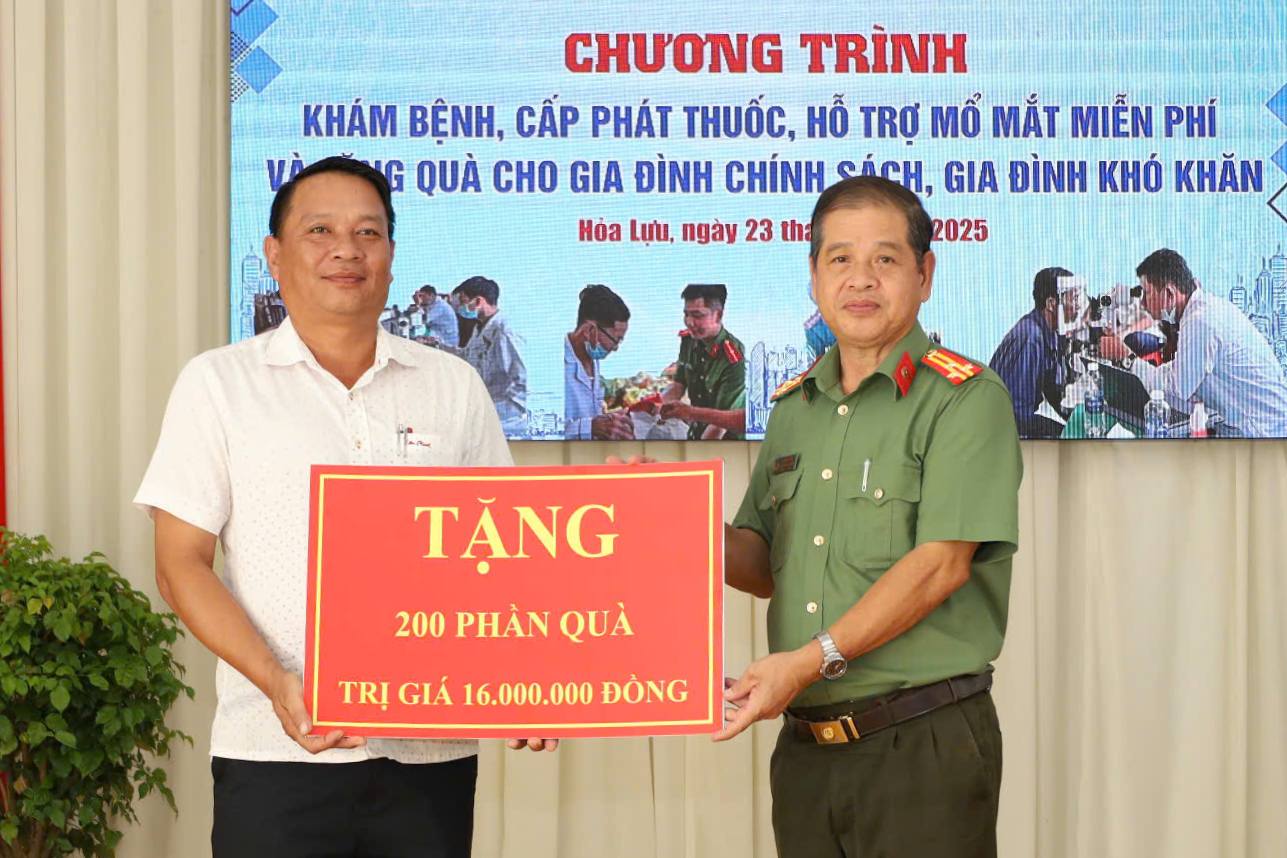 CHƯƠNG TRÌNH
KHÁM BỆNH, CẤP PHÁT THUỐC, HỖ TRỢ MỔ MẮT MIỄN PHÍ
QUÀ CHO GIA ĐÌNH CHÍNH SÁCH, GIA ĐÌNH KHÓ KHĂN
Hỏa Lựu, ngày 23 2025
TẶNG
200 PHẦN QUÀ
TRỊ GIÁ 16.000.000 ĐỒNG